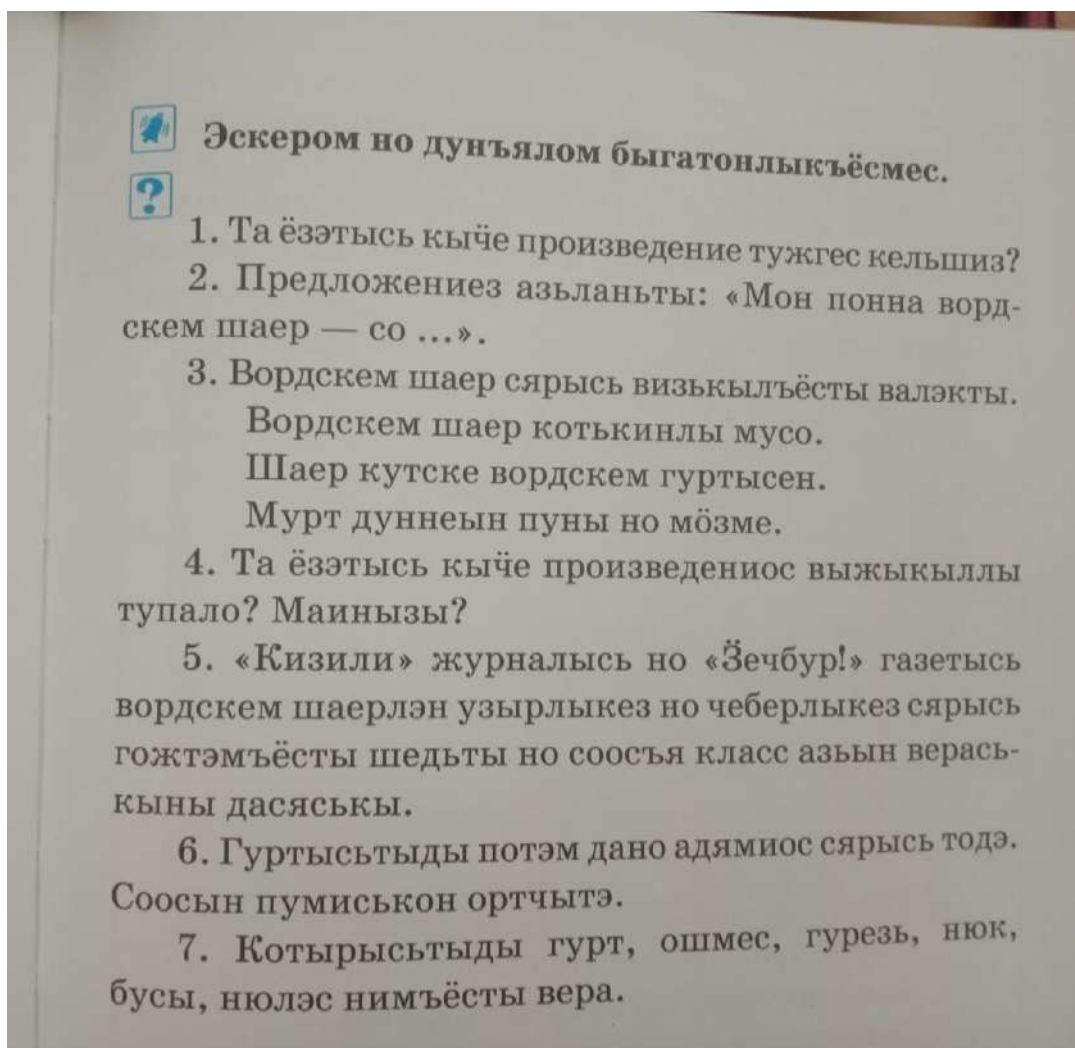 Эскером но дунъялом быгатонлыкъёсмес.
?
1. Та ёзэтысь кыӵе произведение тужгес кельшиз?
2. Предложениез азьланьты: «Мон понна ворд-
скем шаер — со ...».
3. Вордскем шаер сярысь визькылъёсты валэкты.
Вордскем шаер котькинлы мусо.
Шаер кутске вордскем гуртысен.
Мурт дуннеын пуны но мӧзме.
4. Та ёзэтысь кыӵе произведениос выжыкыллы
тупало? Маинызы?
5. «Кизили» журналысь но «Ӟечбур!» газетысь
вордскем шаерлэн узырлыкез но чеберлыкез сярысь
гожтэмъёсты шедьты но соосъя класс азьын верась-
кыны дасяськы.
6. Гуртысьтыды потэм дано адямиос сярысь тодэ.
Соосын пумиськон ортчытэ.
7. Котырысьтыды гурт, ошмес, гурезь, нюк,
бусы, нюлэс нимъёсты вера.